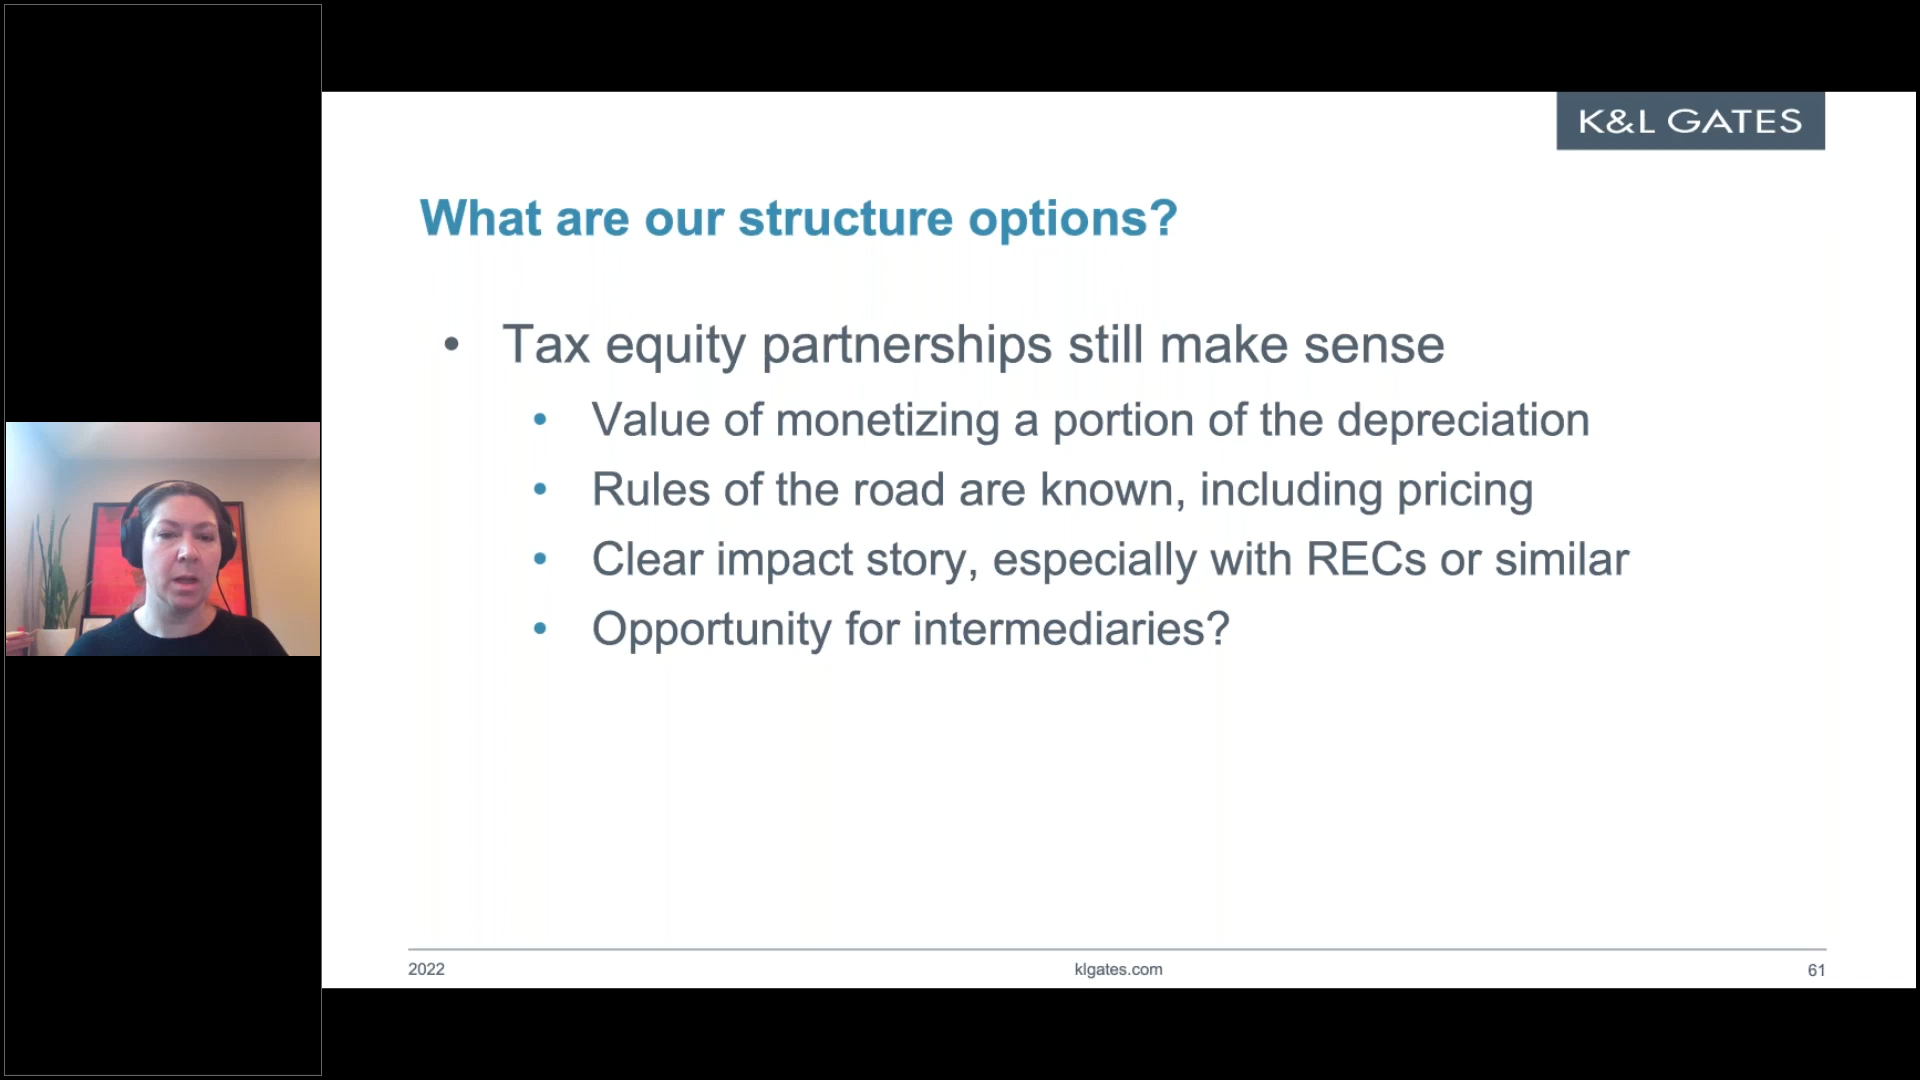 K&L GATES
What are our structure options?
• Tax equity partnerships still make sense
• Value of monetizing a portion of the depreciation
• Rules of the road are known, including pricing
• Clear impact story, especially with RECs or similar
• Opportunity for intermediaries?
2022 klgates.com 61